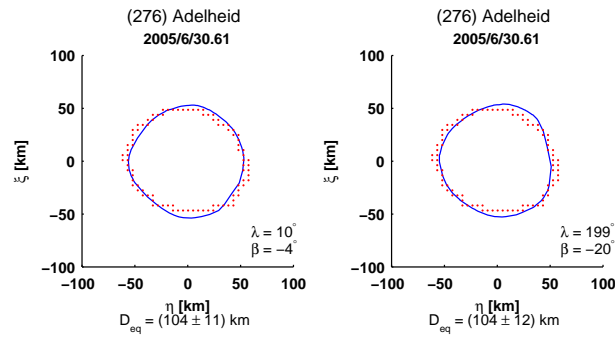 (276) Adelheid
2005/6/30.61
100
50
0
−50
−100
ξ [km]
−100 −50 0 50 100
η [km]
λ = 10°
β = −4°
D_eq = (104 ± 11) km
(276) Adelheid
2005/6/30.61
100
50
0
−50
−100
ξ [km]
−100 −50 0 50 100
η [km]
λ = 199°
β = −20°
D_eq = (104 ± 12) km